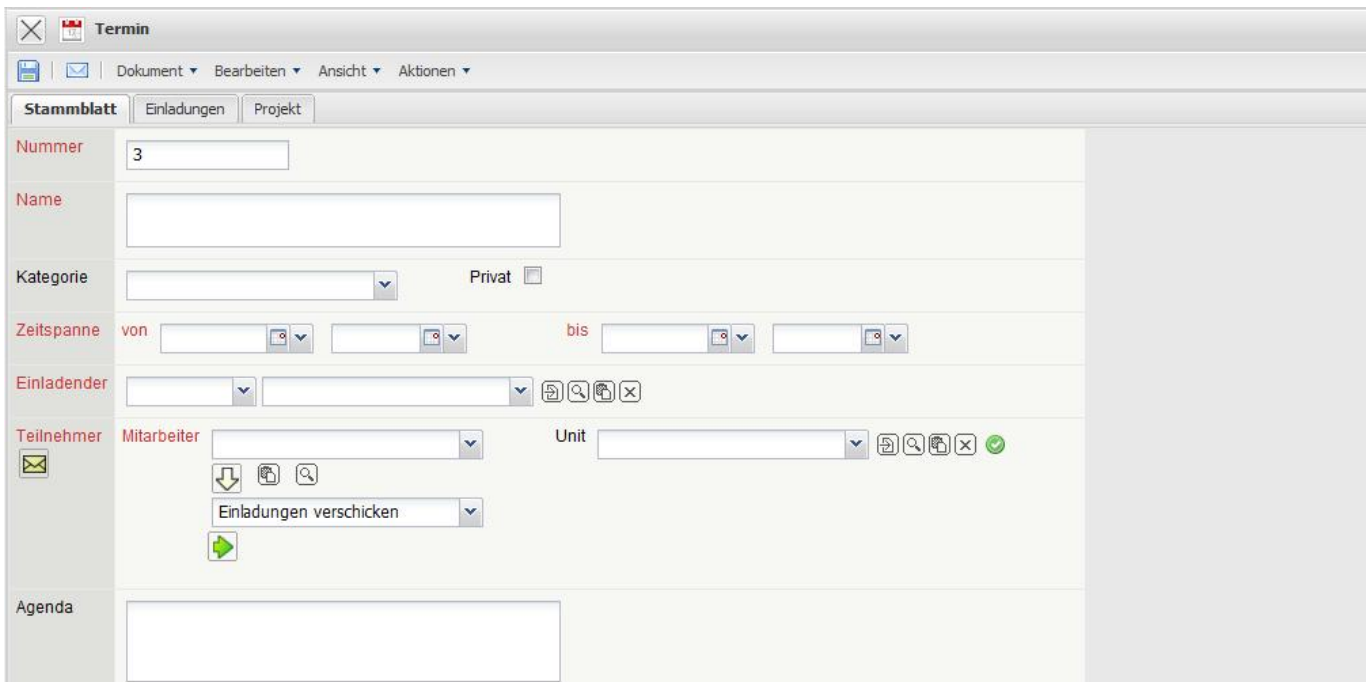 Termin
Dokument Bearbeiten Ansicht Aktionen
Stammblatt Einladungen Projekt
Nummer 3
Name
Kategorie Privat
Zeitspanne von bis
Einladender
Teilnehmer Mitarbeiter Unit
Einladungen verschicken
Agenda